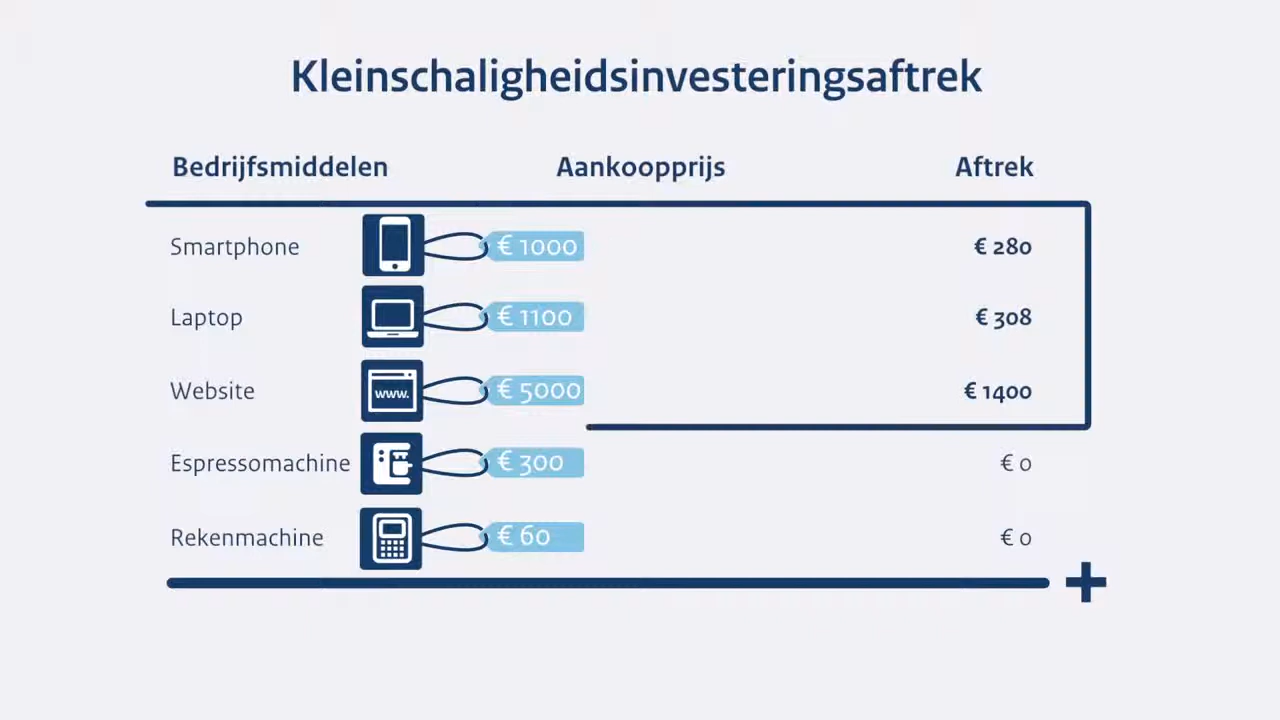 Kleinschaligheidsinvesteringsaftrek
Bedrijfsmiddelen Aankoopprijs Aftrek
Smartphone € 1000 € 280
Laptop € 1100 € 308
Website www. € 5000 € 1400
Espressomachine € 300 € 0
Rekenmachine € 60 € 0
+